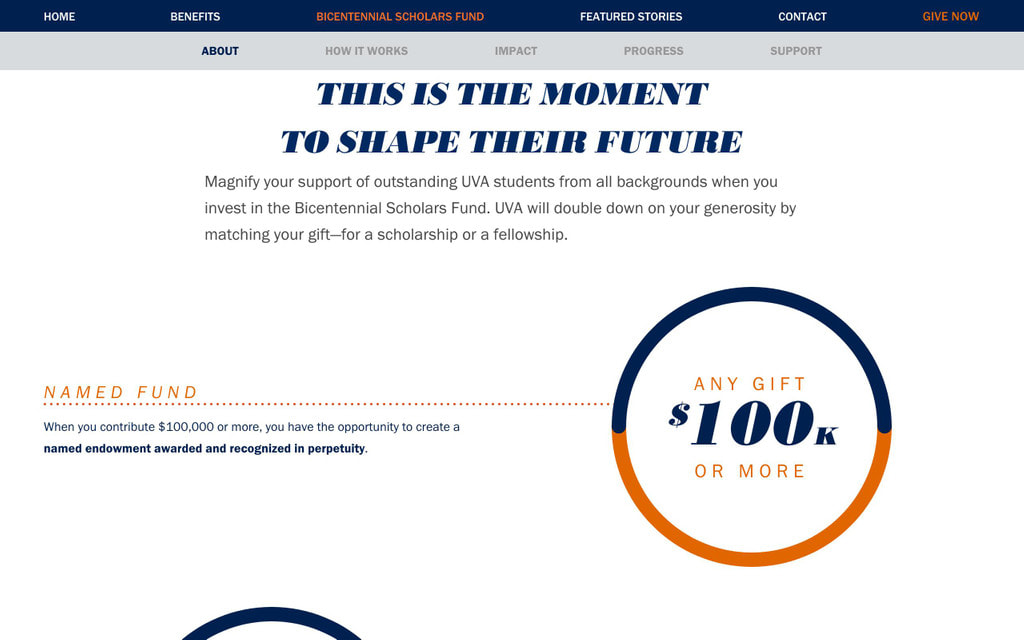 HOME BENEFITS BICENTENNIAL SCHOLARS FUND FEATURED STORIES CONTACT GIVE NOW
ABOUT HOW IT WORKS IMPACT PROGRESS SUPPORT
THIS IS THE MOMENT
TO SHAPE THEIR FUTURE
Magnify your support of outstanding UVA students from all backgrounds when you
invest in the Bicentennial Scholars Fund. UVA will double down on your generosity by
matching your gift—for a scholarship or a fellowship.
NAMED FUND
When you contribute $100,000 or more, you have the opportunity to create a
named endowment awarded and recognized in perpetuity.
ANY GIFT
$100K
OR MORE